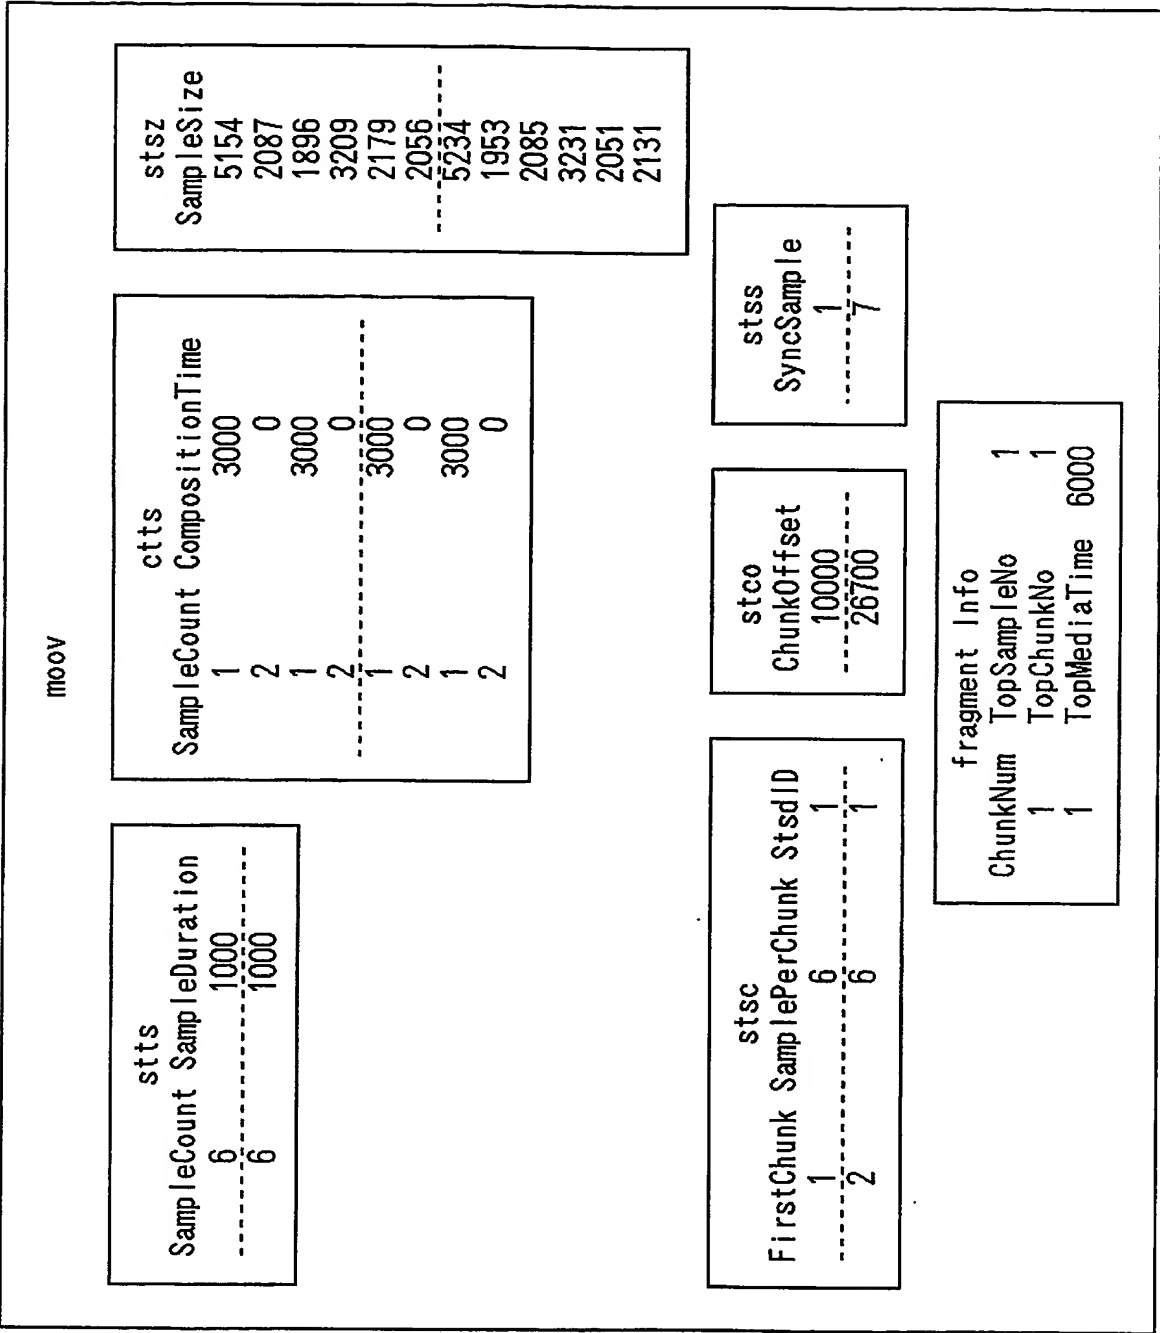 moov
stts
SampleCount SampleDuration
6 1000
6 1000
ctts
SampleCount CompositionTime
1 3000
2 0
1 3000
2 0
1 3000
2 0
1 3000
2 0
stsz
SampleSize
5154
2087
1896
3209
2179
2056
5234
1953
2085
3231
2051
2131
stsc
FirstChunk SamplePerChunk StsdID
1 6 1
2 6 1
stco
ChunkOffset
10000
26700
stss
SyncSample
1
7
fragment Info
ChunkNum TopSampleNo 1
1 TopChunkNo 1
1 TopMediaTime 6000